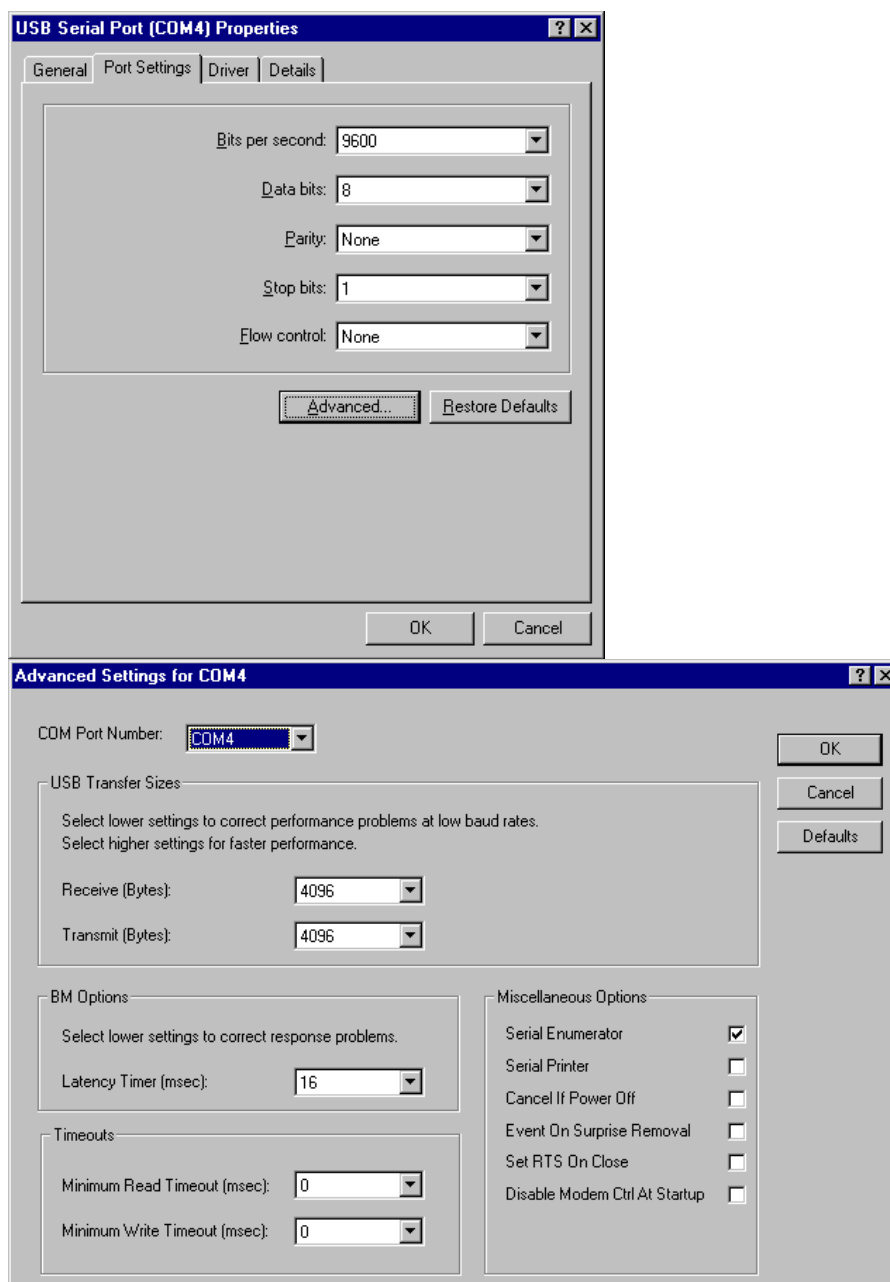 USB Serial Port (COM4) Properties
General Port Settings Driver Details
Bits per second: 9600
Data bits: 8
Parity: None
Stop bits: 1
Flow control: None
Advanced... Restore Defaults
OK Cancel
Advanced Settings for COM4
COM Port Number: COM4
OK
USB Transfer Sizes
Cancel
Select lower settings to correct performance problems at low baud rates.
Defaults
Select higher settings for faster performance.
Receive (Bytes): 4096
Transmit (Bytes): 4096
BM Options
Select lower settings to correct response problems.
Latency Timer (msec): 16
Timeouts
Minimum Read Timeout (msec): 0
Minimum Write Timeout (msec): 0
Miscellaneous Options
Serial Enumerator
Serial Printer
Cancel If Power Off
Event On Surprise Removal
Set RTS On Close
Disable Modem Ctrl At Startup